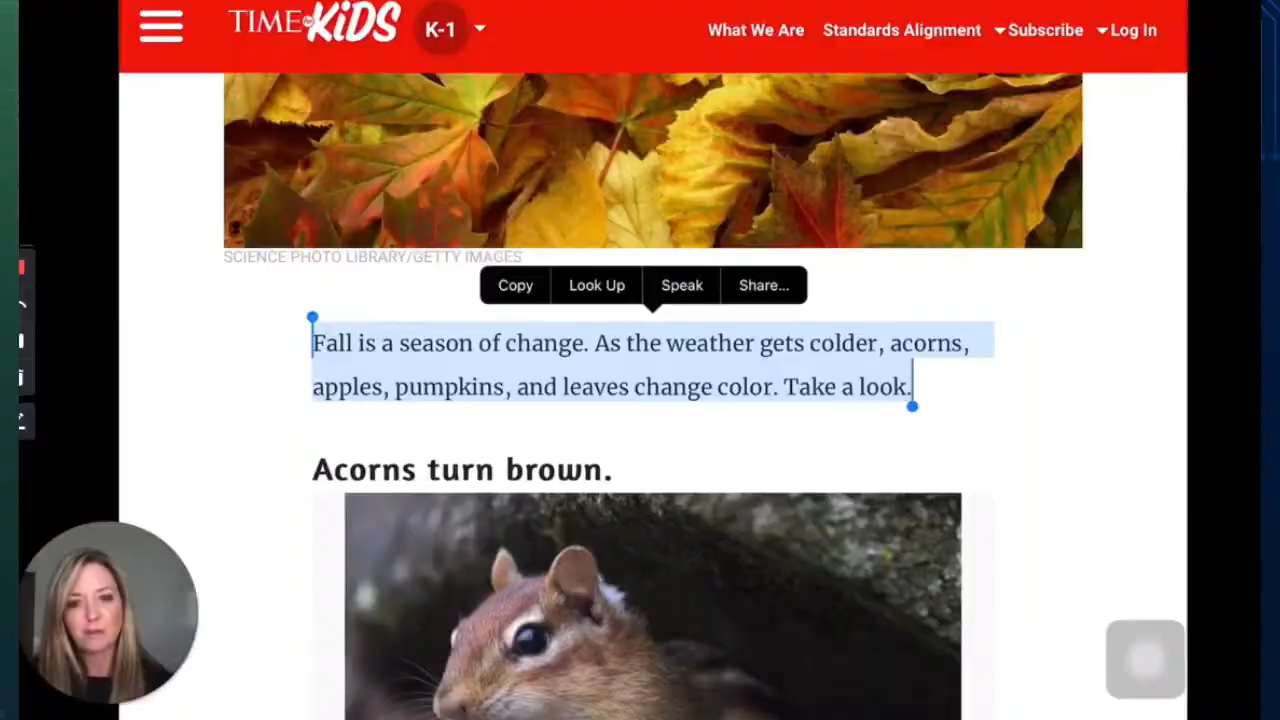 TIME for KiDS
K-1
What We Are
Standards Alignment
Subscribe
Log In
SCIENCE PHOTO LIBRARY/GETTY IMAGES
Copy
Look Up
Speak
Share...
Fall is a season of change. As the weather gets colder, acorns,
apples, pumpkins, and leaves change color. Take a look.
Acorns turn brown.